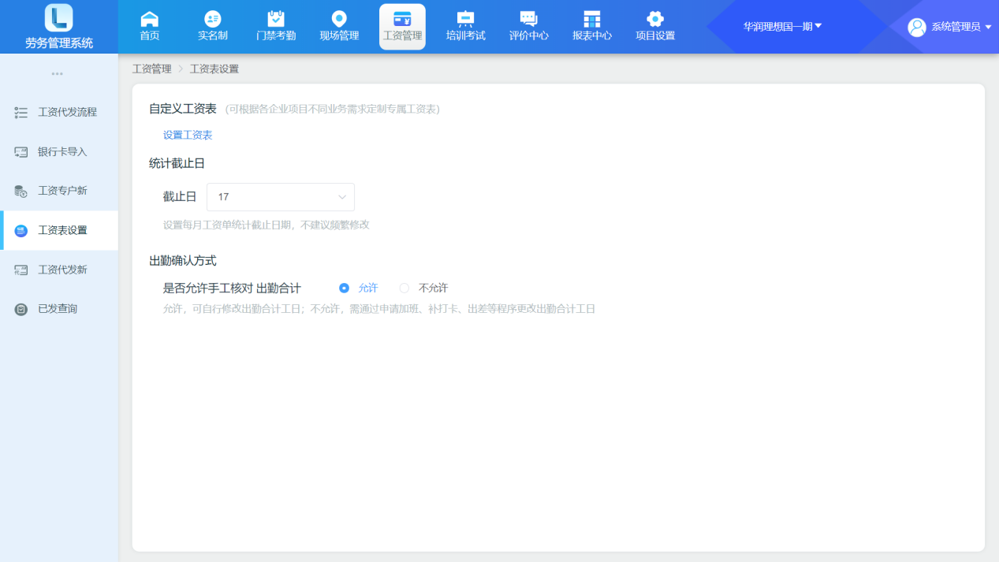 劳务管理系统
首页
实名制
门禁考勤
现场管理
工资管理
培训考试
评价中心
报表中心
项目设置
华润理想国一期
系统管理员
工资代发流程
银行卡导入
工资专户新
工资表设置
工资代发新
已发查询
工资管理 > 工资表设置
自定义工资表 (可根据各企业项目不同业务需求定制专属工资表)
设置工资表
统计截止日
截止日 17
设置每月工资单统计截止日期，不建议频繁修改
出勤确认方式
是否允许手工核对 出勤合计 允许 不允许
允许，可自行修改出勤合计工日；不允许，需通过申请加班、补打卡、出差等程序更改出勤合计工日